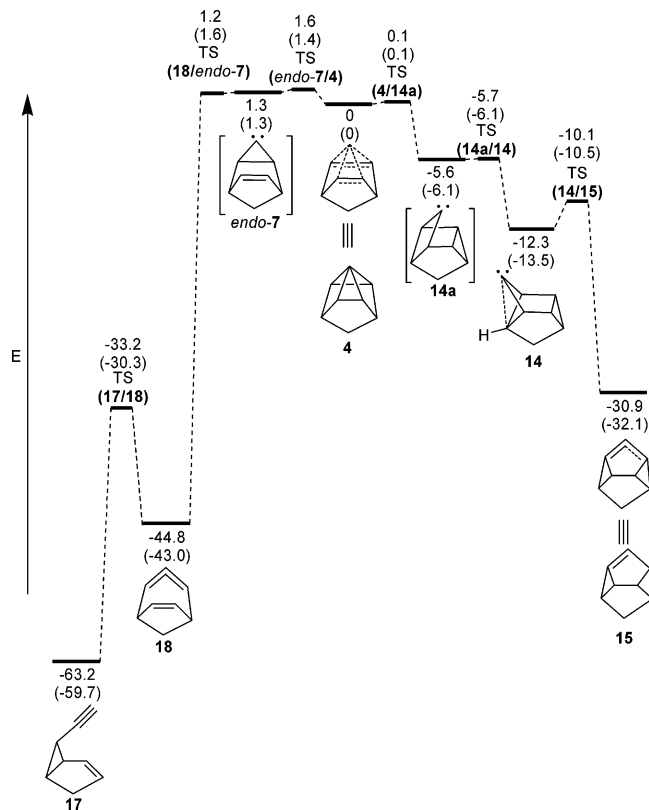 1.2
(1.6)
TS
(18/endo-7)
1.6
(1.4)
TS
(endo-7/4)
0.1
(0.1)
TS
(4/14a)
1.3
(1.3)
endo-7
0
(0)
4
-5.7
(-6.1)
TS
(14a/14)
-5.6
(-6.1)
14a
-10.1
(-10.5)
TS
(14/15)
-12.3
(-13.5)
H
14
E
-33.2
(-30.3)
TS
(17/18)
-30.9
(-32.1)
15
-44.8
(-43.0)
18
-63.2
(-59.7)
17